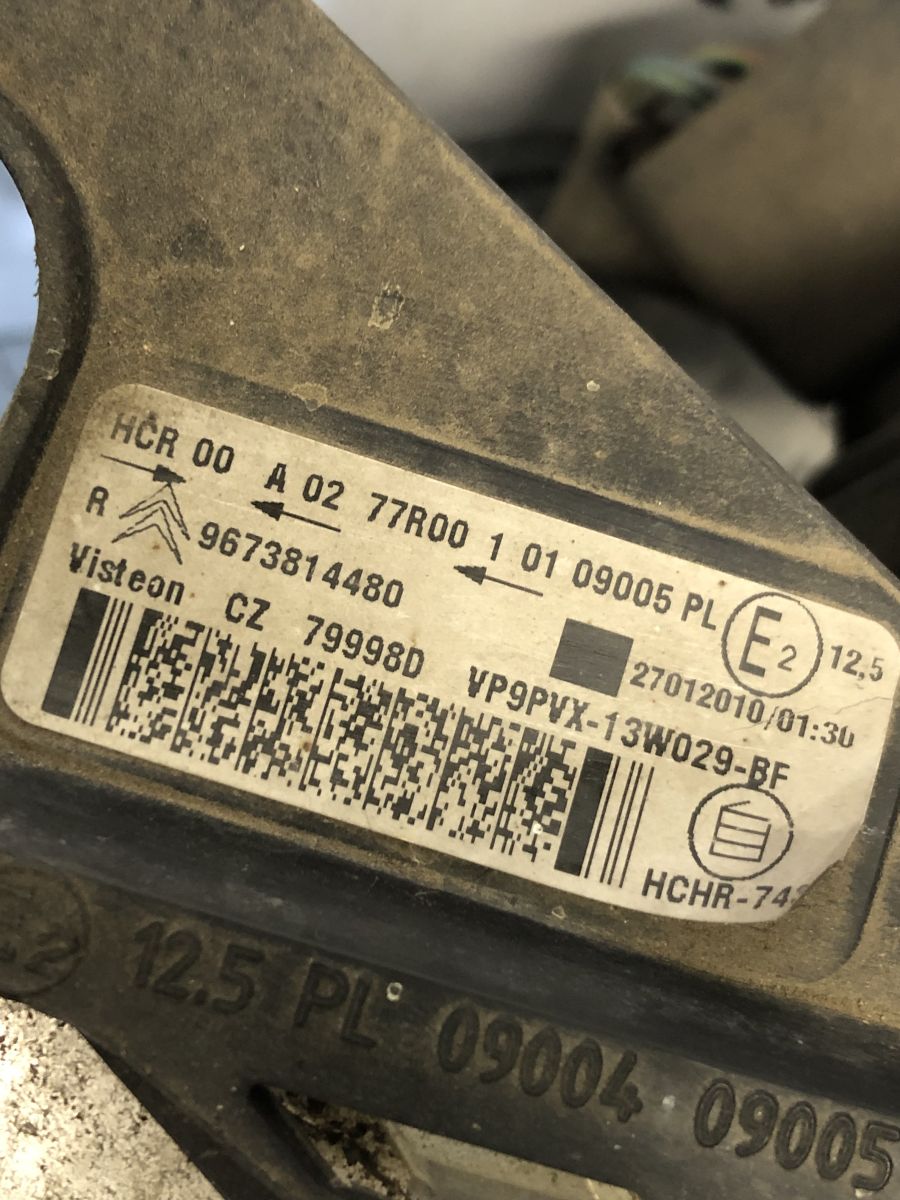 HCR 00 A 02 77R00 1 01 09005 PL E2 12,5
R 9673814480 27012010/01:30
Visteon CZ 79998D VP9PVX-13W029-BF
HCHR-74
12.5 PL 09004 09005